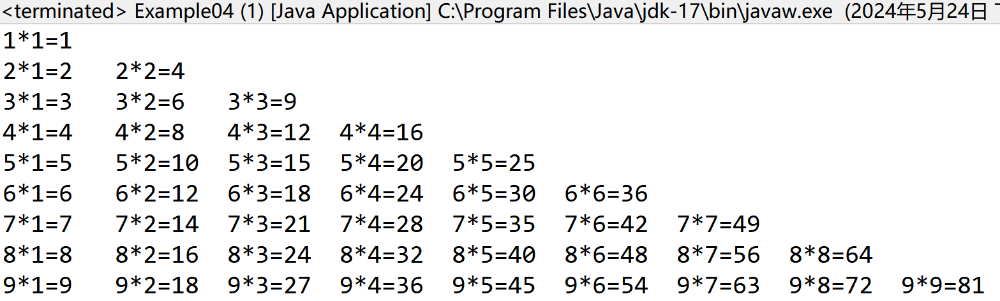 <terminated> Example04 (1) [Java Application] C:\Program Files\Java\jdk-17\bin\javaw.exe (2024年5月24日
1*1=1
2*1=2 2*2=4
3*1=3 3*2=6 3*3=9
4*1=4 4*2=8 4*3=12 4*4=16
5*1=5 5*2=10 5*3=15 5*4=20 5*5=25
6*1=6 6*2=12 6*3=18 6*4=24 6*5=30 6*6=36
7*1=7 7*2=14 7*3=21 7*4=28 7*5=35 7*6=42 7*7=49
8*1=8 8*2=16 8*3=24 8*4=32 8*5=40 8*6=48 8*7=56 8*8=64
9*1=9 9*2=18 9*3=27 9*4=36 9*5=45 9*6=54 9*7=63 9*8=72 9*9=81